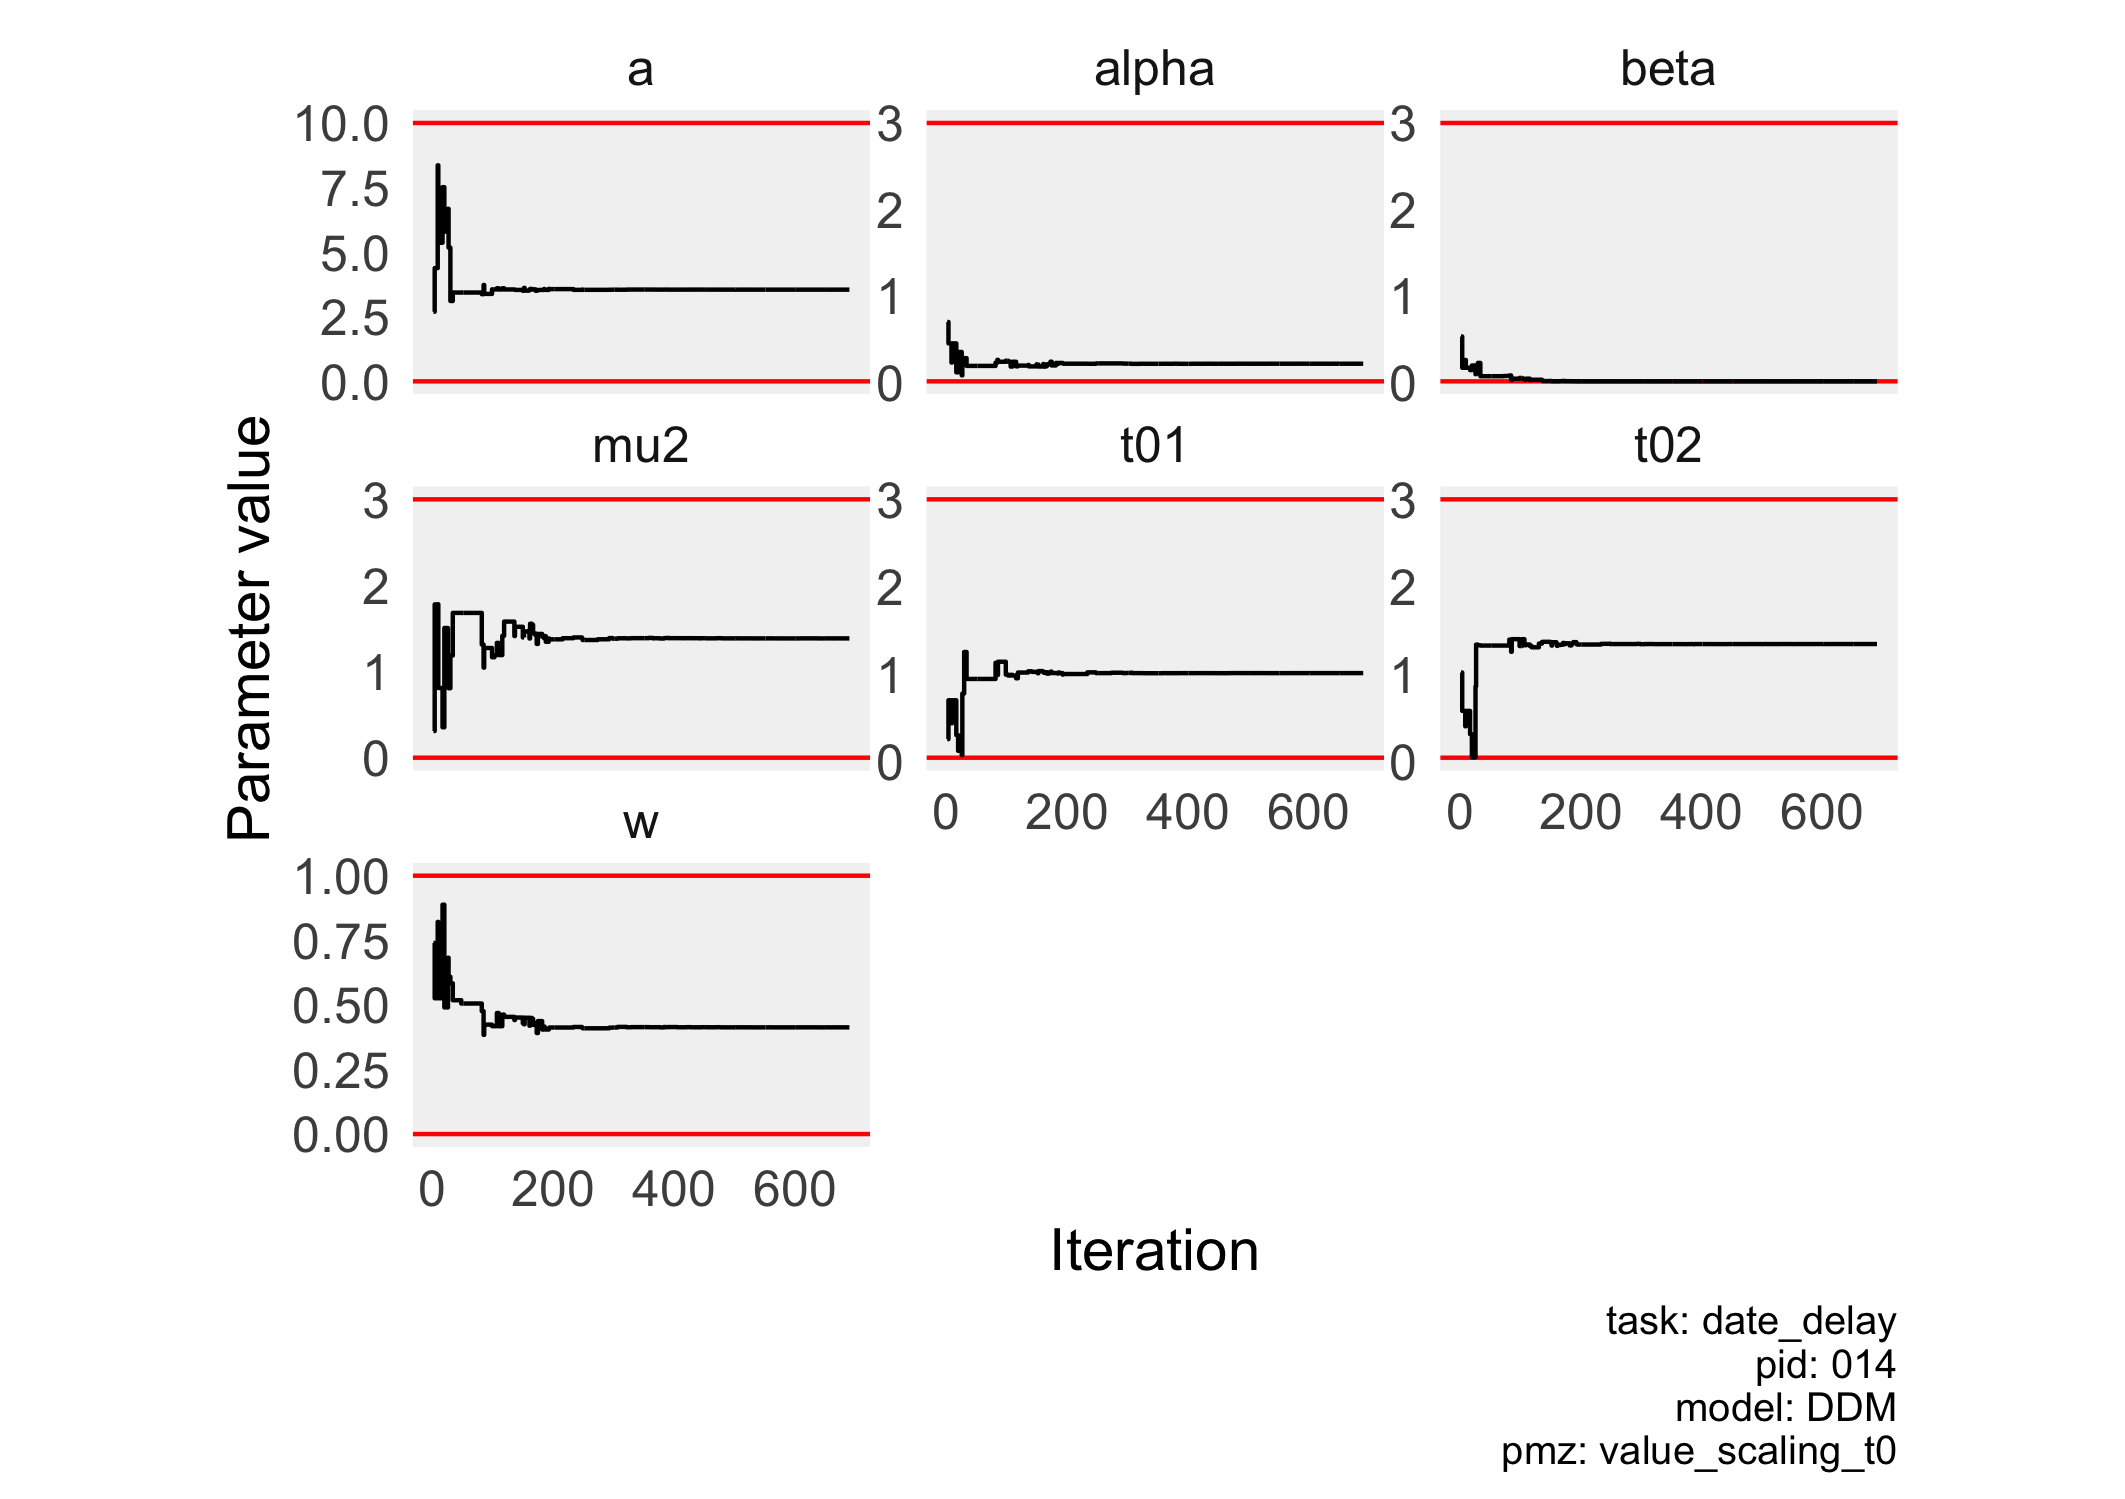 a
alpha
beta
10.0
7.5
5.0
2.5
0.0
3
2
1
0
3
2
1
0
mu2
t01
t02
3
2
1
0
3
2
1
0
3
2
1
0
0 200 400 600
0 200 400 600
w
1.00
0.75
0.50
0.25
0.00
0 200 400 600
Parameter value
Iteration
task: date_delay
pid: 014
model: DDM
pmz: value_scaling_t0